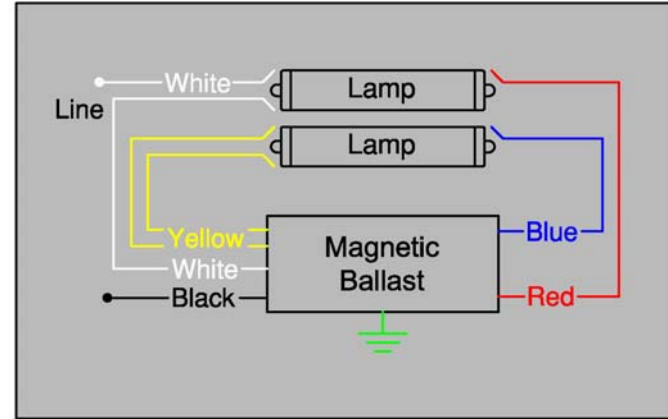 White
Lamp
Line
Lamp
Yellow
Magnetic
Ballast
Blue
White
Black
Red